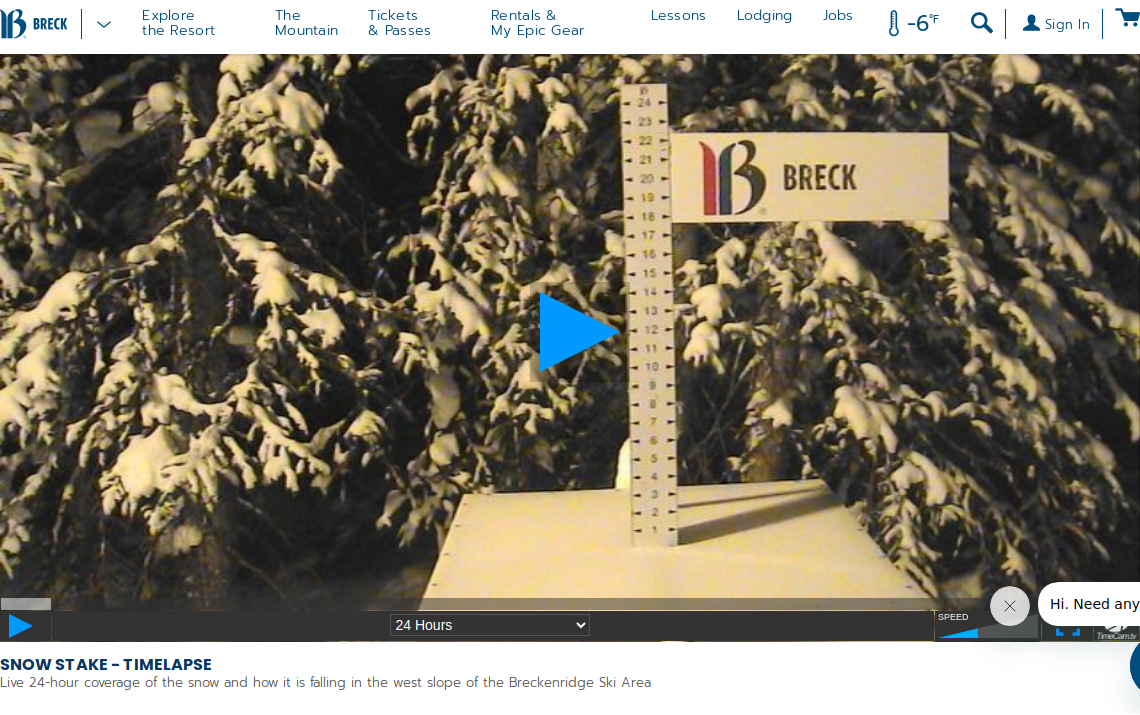 BRECK
Explore
the Resort
The
Mountain
Tickets
& Passes
Rentals &
My Epic Gear
Lessons
Lodging
Jobs
-6°F
Sign In
24
23
22
21
20
19
18
17
16
15
14
13
12
11
10
9
8
7
6
5
4
3
2
1
BRECK
24 Hours
SPEED
Hi. Need any
TimeCam.tv
SNOW STAKE - TIMELAPSE
Live 24-hour coverage of the snow and how it is falling in the west slope of the Breckenridge Ski Area